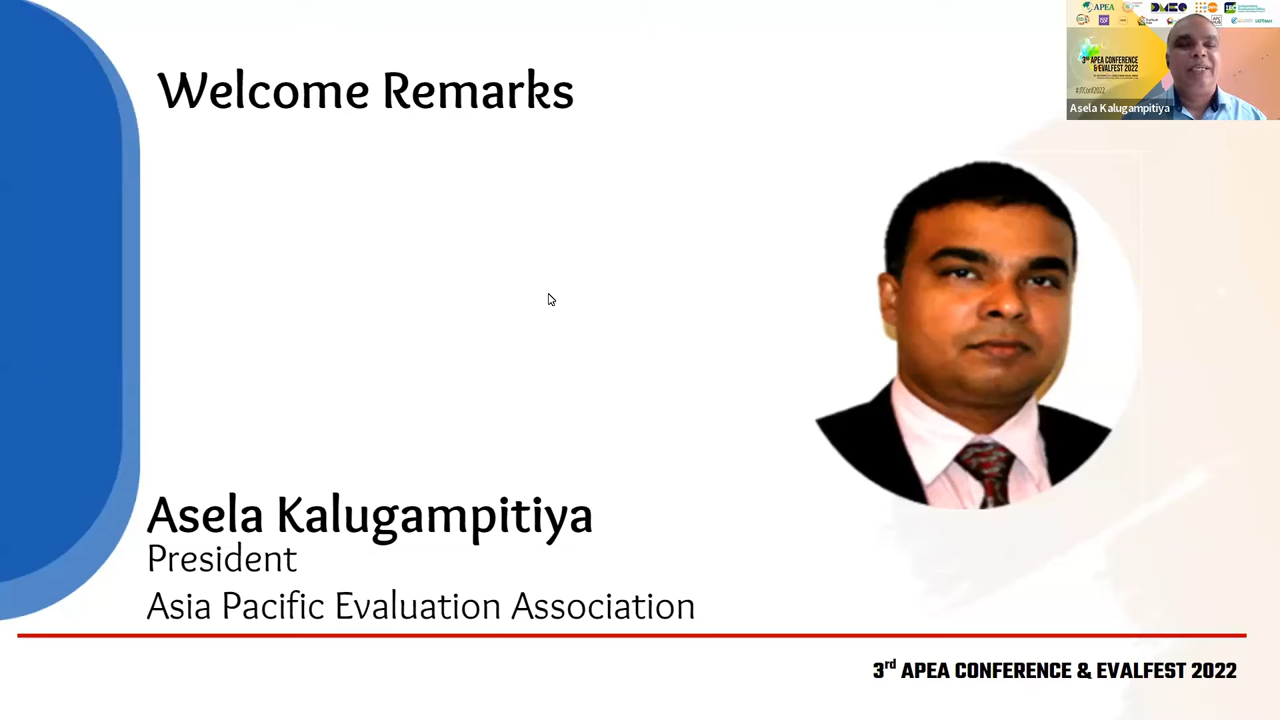 Welcome Remarks
APEA
3rd APEA CONFERENCE
& EVALFEST 2022
#JTConf2022
Asela Kalugampitiya
Asela Kalugampitiya
President
Asia Pacific Evaluation Association
3rd APEA CONFERENCE & EVALFEST 2022